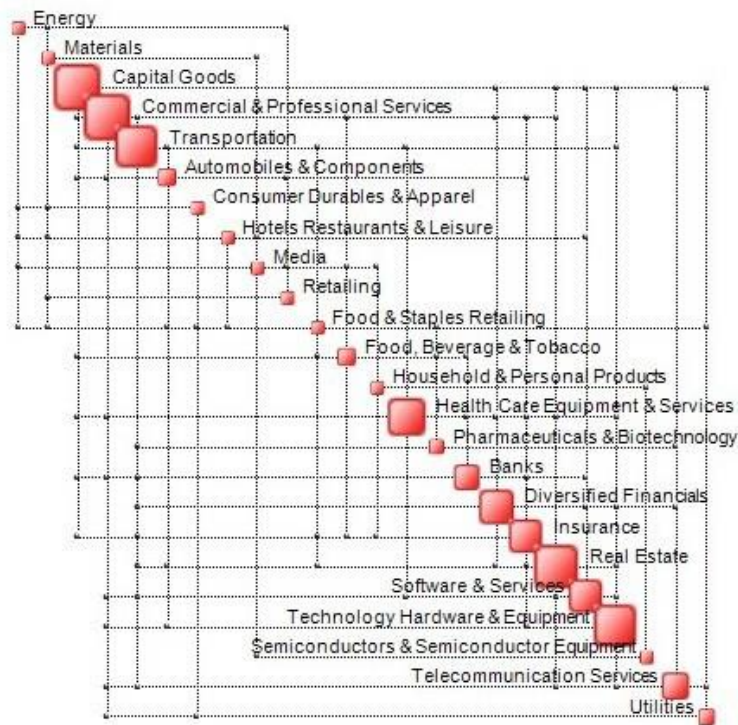 Energy
Materials
Capital Goods
Commercial & Professional Services
Transportation
Automobiles & Components
Consumer Durables & Apparel
Hotels Restaurants & Leisure
Media
Retailing
Food & Staples Retailing
Food, Beverage & Tobacco
Household & Personal Products
Health Care Equipment & Services
Pharmaceuticals & Biotechnology
Banks
Diversified Financials
Insurance
Real Estate
Software & Services
Technology Hardware & Equipment
Semiconductors & Semiconductor Equipment
Telecommunication Services
Utilities